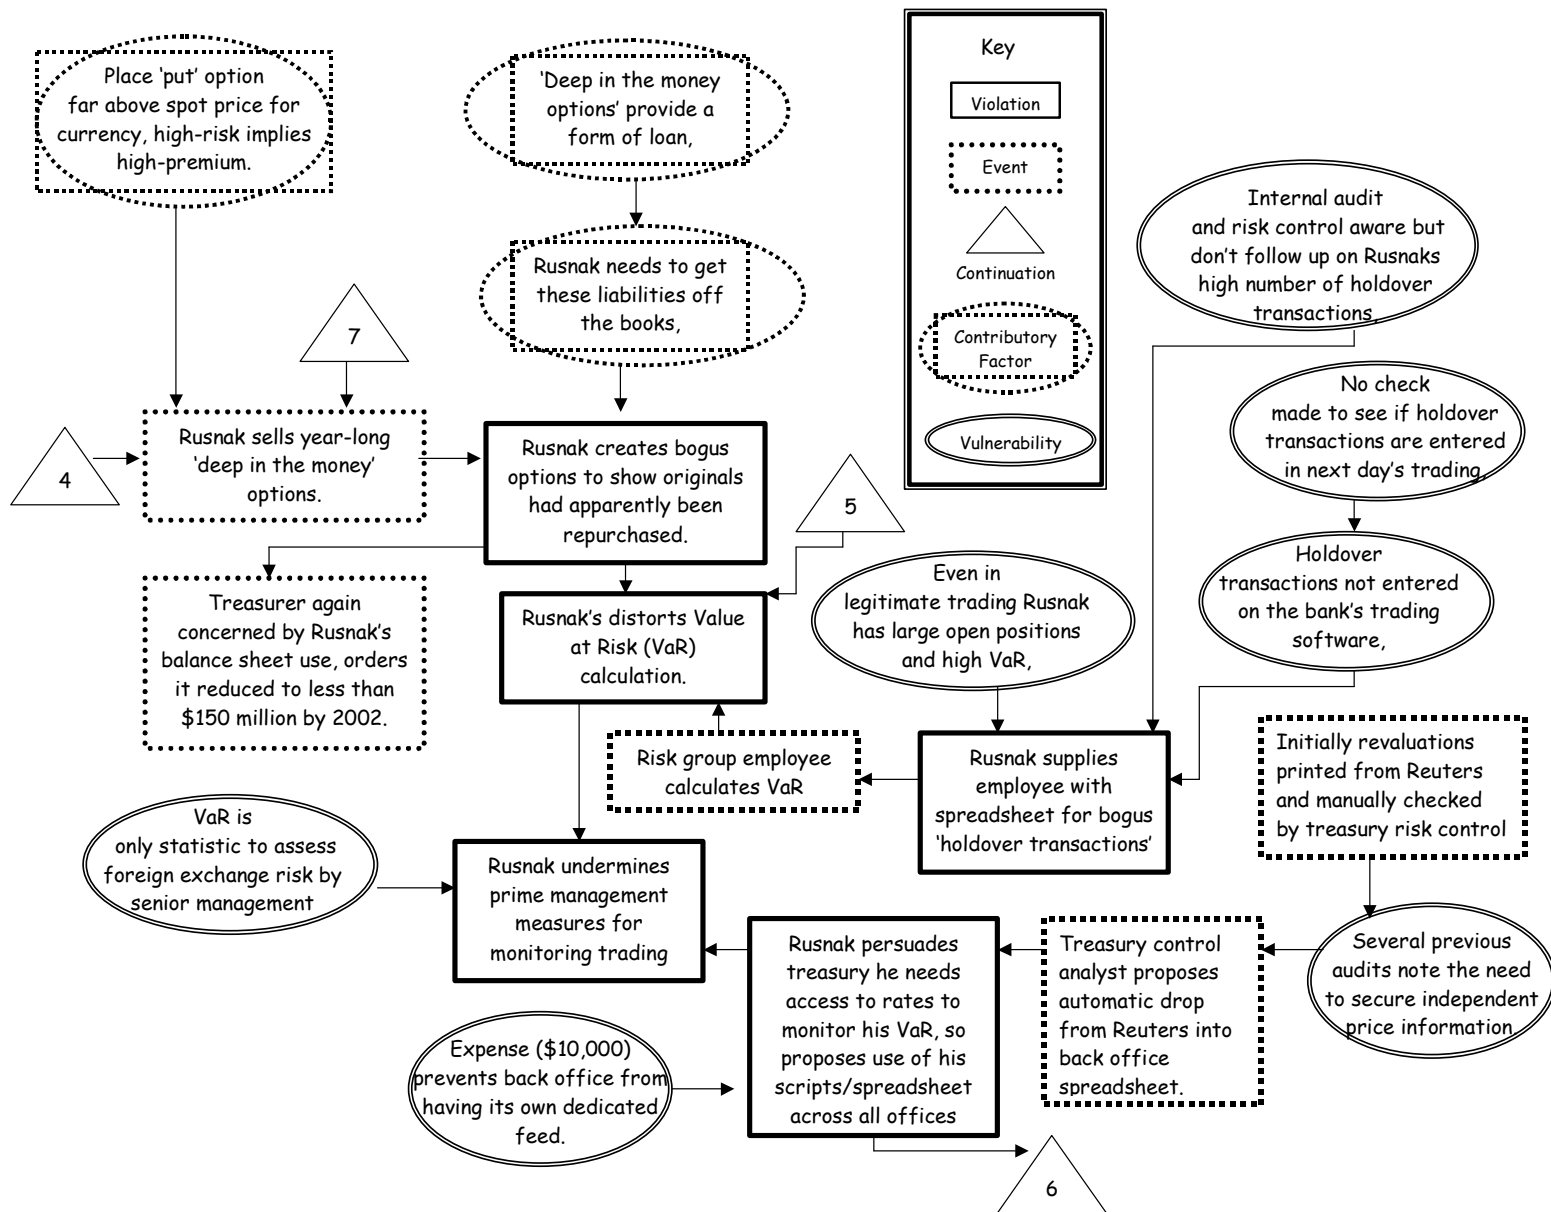 Place ‘put’ option
far above spot price for
currency, high-risk implies
high-premium.
‘Deep in the money
options’ provide a
form of loan,
Key
Violation
Event
Continuation
Contributory
Factor
Vulnerability
Internal audit
and risk control aware but
don’t follow up on Rusnaks
high number of holdover
transactions,
Rusnak needs to get
these liabilities off
the books,
7
No check
made to see if holdover
transactions are entered
in next day’s trading,
4
Rusnak sells year-long
‘deep in the money’
options.
Rusnak creates bogus
options to show originals
had apparently been
repurchased.
5
Holdover
transactions not entered
on the bank’s trading
software,
Treasurer again
concerned by Rusnak’s
balance sheet use, orders
it reduced to less than
$150 million by 2002.
Rusnak’s distorts Value
at Risk (VaR)
calculation.
Even in
legitimate trading Rusnak
has large open positions
and high VaR,
Risk group employee
calculates VaR
Rusnak supplies
employee with
spreadsheet for bogus
‘holdover transactions’
Initially revaluations
printed from Reuters
and manually checked
by treasury risk control
VaR is
only statistic to assess
foreign exchange risk by
senior management
Rusnak undermines
prime management
measures for
monitoring trading
Rusnak persuades
treasury he needs
access to rates to
monitor his VaR, so
proposes use of his
scripts/spreadsheet
across all offices
Treasury control
analyst proposes
automatic drop
from Reuters into
back office
spreadsheet.
Several previous
audits note the need
to secure independent
price information,
Expense ($10,000)
prevents back office from
having its own dedicated
feed.
6